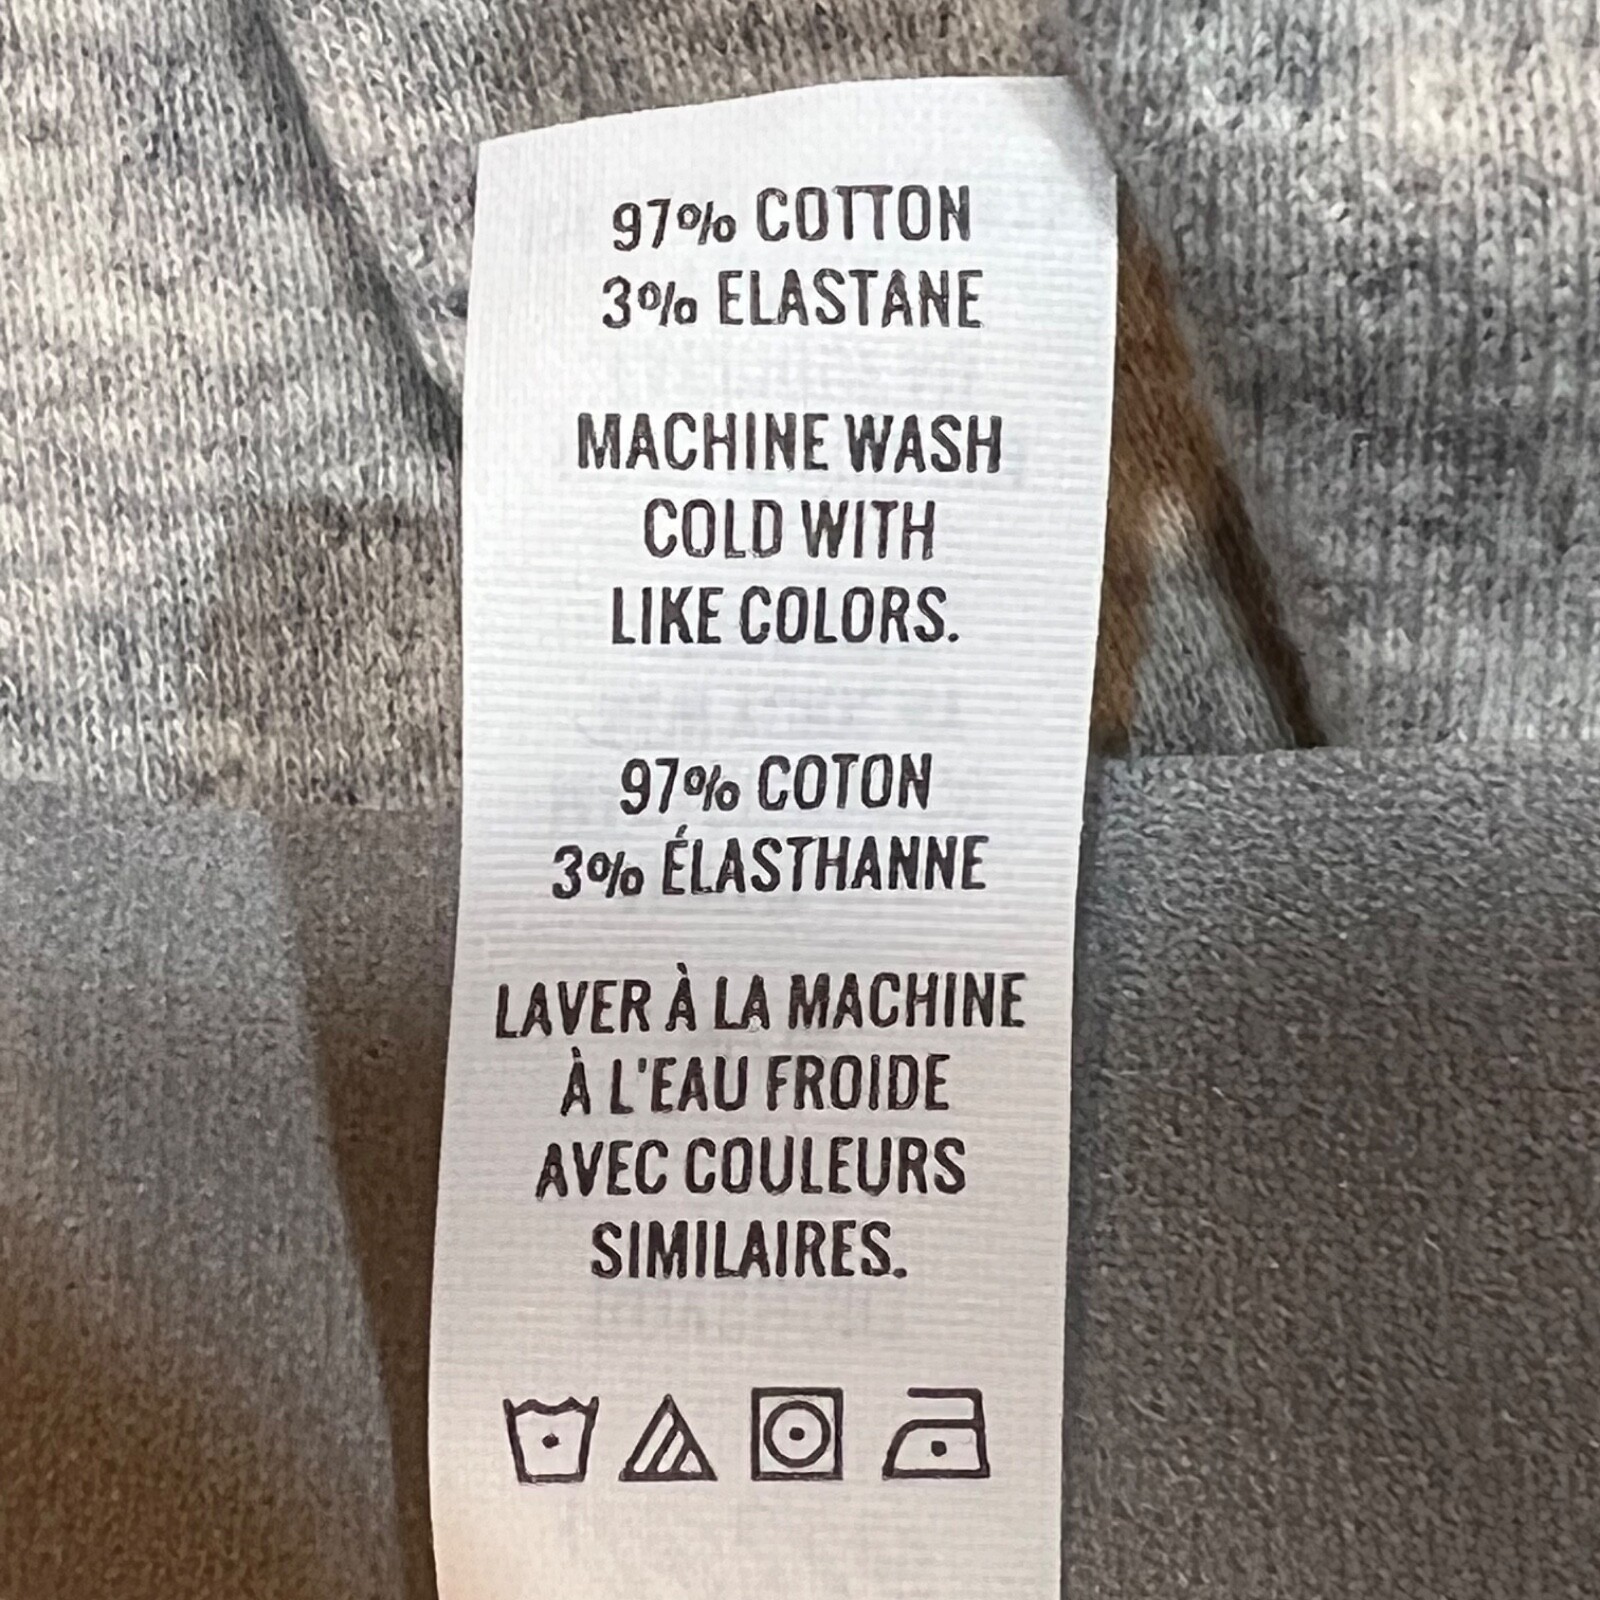 97% COTTON
3% ELASTANE
MACHINE WASH
COLD WITH
LIKE COLORS.
97% COTON
3% ÉLASTHANNE
LAVER À LA MACHINE
À L'EAU FROIDE
AVEC COULEURS
SIMILAIRES.